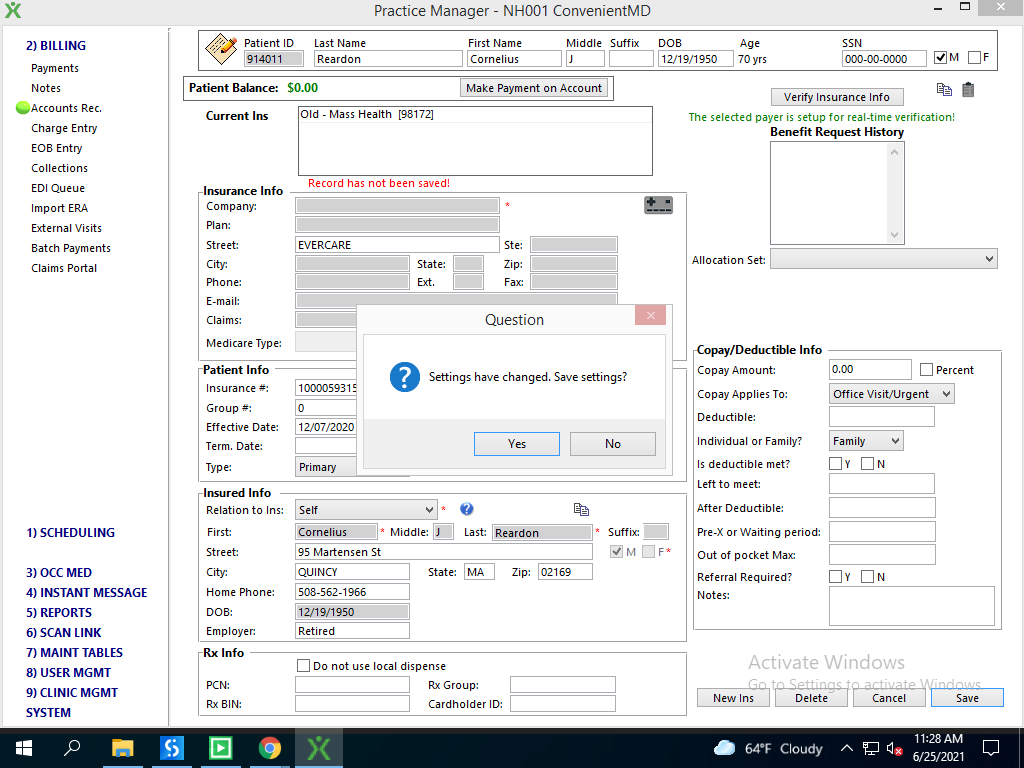 Practice Manager - NH001 ConvenientMD
2) BILLING
Payments
Notes
Accounts Rec.
Charge Entry
EOB Entry
Collections
EDI Queue
Import ERA
External Visits
Batch Payments
Claims Portal
1) SCHEDULING
3) OCC MED
4) INSTANT MESSAGE
5) REPORTS
6) SCAN LINK
7) MAINT TABLES
8) USER MGMT
9) CLINIC MGMT
SYSTEM
Patient ID Last Name First Name Middle Suffix DOB Age SSN
914011 Reardon Cornelius J 12/19/1950 70 yrs 000-00-0000 M F
Patient Balance: $0.00 Make Payment on Account
Current Ins Old - Mass Health [98172]
Record has not been saved!
Verify Insurance Info
The selected payer is setup for real-time verification!
Benefit Request History
Allocation Set:
Insurance Info
Company: *
Plan:
Street: EVERCARE Ste:
City: State: Zip:
Phone: Ext. Fax:
E-mail:
Claims:
Medicare Type:
Question
Settings have changed. Save settings?
Yes No
Patient Info
Insurance #: 1000059315
Group #: 0
Effective Date: 12/07/2020
Term. Date:
Type: Primary
Insured Info
Relation to Ins: Self * ?
First: Cornelius * Middle: J Last: Reardon * Suffix:
Street: 95 Martensen St M F *
City: QUINCY State: MA Zip: 02169
Home Phone: 508-562-1966
DOB: 12/19/1950
Employer: Retired
Rx Info
Do not use local dispense
PCN: Rx Group:
Rx BIN: Cardholder ID:
Copay/Deductible Info
Copay Amount: 0.00 Percent
Copay Applies To: Office Visit/Urgent
Deductible:
Individual or Family? Family
Is deductible met? Y N
Left to meet:
After Deductible:
Pre-X or Waiting period:
Out of pocket Max:
Referral Required? Y N
Notes:
Activate Windows
Go to Settings to activate Windows.
New Ins Delete Cancel Save
64°F Cloudy
11:28 AM
6/25/2021